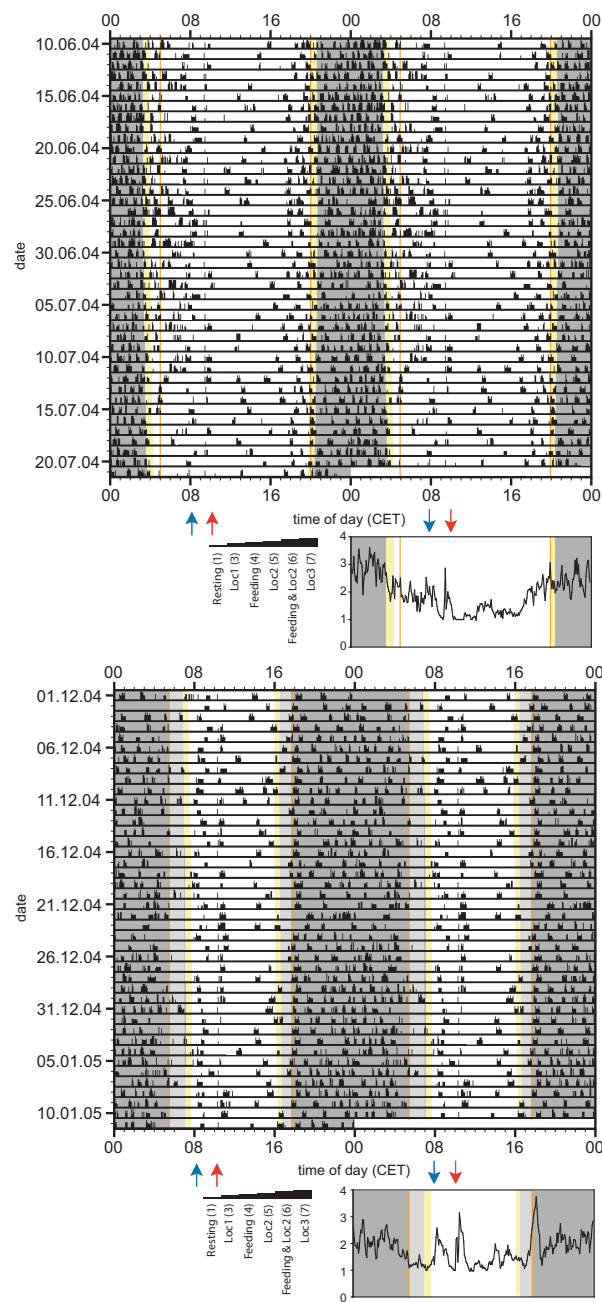 00 08 16 00 08 16 00
10.06.04
15.06.04
20.06.04
25.06.04
30.06.04
05.07.04
10.07.04
15.07.04
20.07.04
date
00 08 16 00 08 16 00
time of day (CET)
Resting (1)
Loc1 (3)
Feeding (4)
Loc2 (5)
Feeding & Loc2 (6)
Loc3 (7)
4
3
2
1
0
00 08 16 00 08 16 00
01.12.04
06.12.04
11.12.04
16.12.04
21.12.04
26.12.04
31.12.04
05.01.05
10.01.05
date
00 08 16 00 08 16 00
time of day (CET)
Resting (1)
Loc1 (3)
Feeding (4)
Loc2 (5)
Feeding & Loc2 (6)
Loc3 (7)
4
3
2
1
0